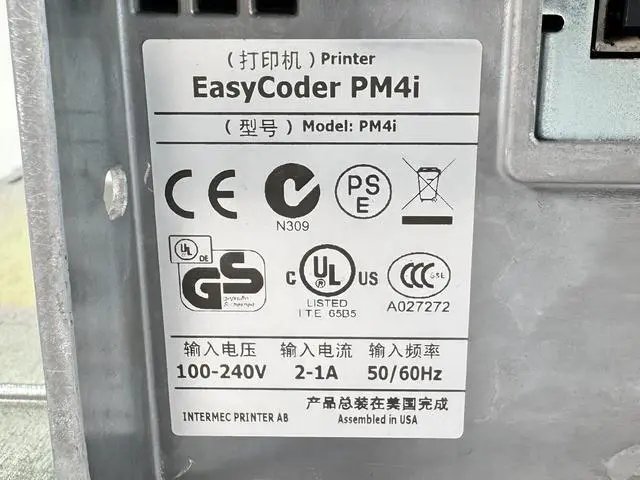 (打印机) Printer
EasyCoder PM4i
(型号) Model: PM4i
CE
N309
PS
E
UL
DE
GS
C UL US
®
LISTED
I.T.E. 65B5
CCC S&E
A027272
输入电压 输入电流 输入频率
100-240V 2-1A 50/60Hz
产品总装在美国完成
INTERMEC PRINTER AB Assembled in USA